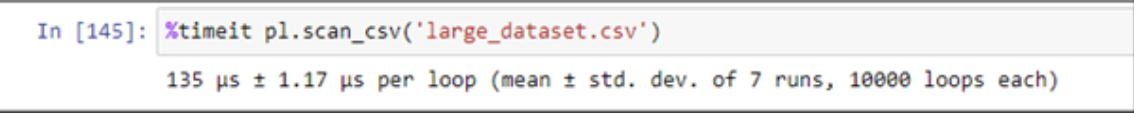 In [145]: %timeit pl.scan_csv('large_dataset.csv')
135 µs ± 1.17 µs per loop (mean ± std. dev. of 7 runs, 10000 loops each)